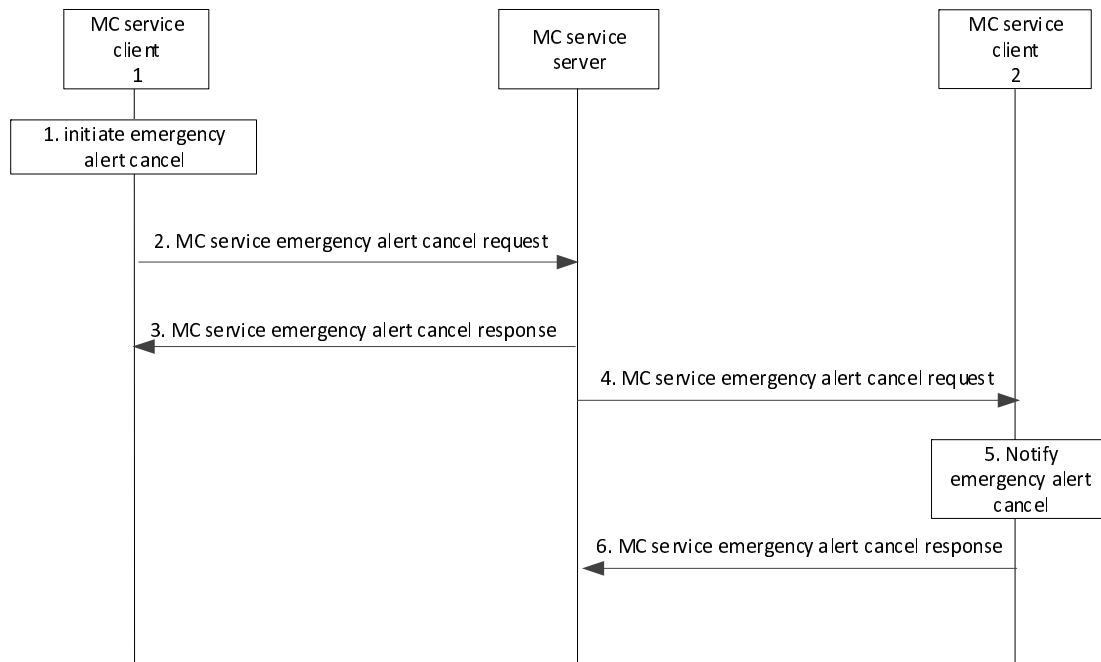 MC service
client
1
MC service
server
MC service
client
2
1. initiate emergency
alert cancel
2. MC service emergency alert cancel request
3. MC service emergency alert cancel response
4. MC service emergency alert cancel request
5. Notify
emergency alert
cancel
6. MC service emergency alert cancel response